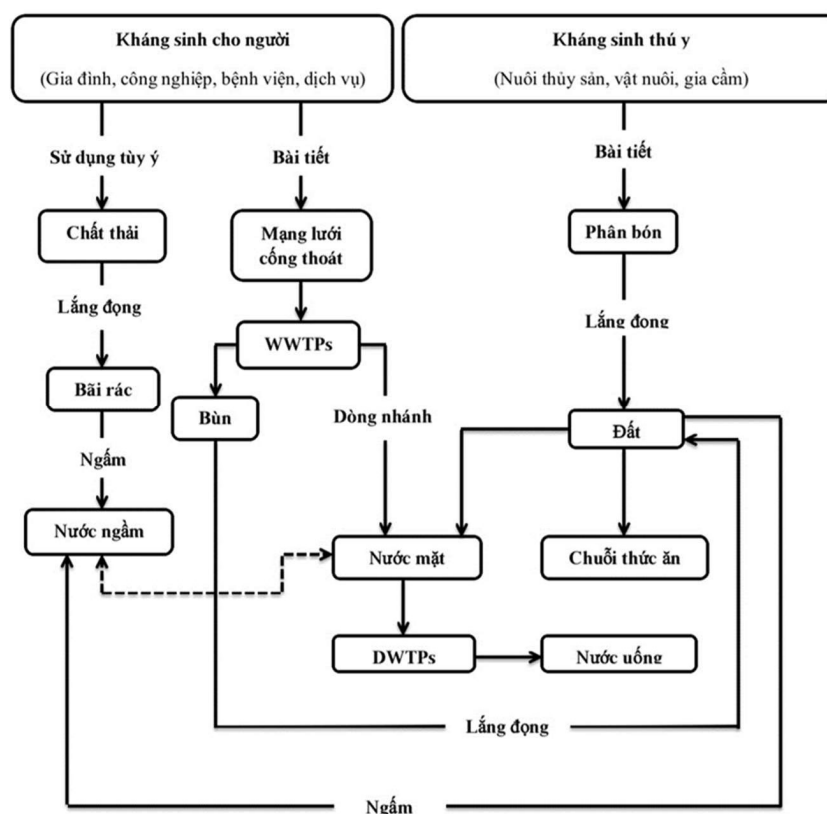 Kháng sinh cho người
(Gia đình, công nghiệp, bệnh viện, dịch vụ)
Kháng sinh thú y
(Nuôi thủy sản, vật nuôi, gia cầm)
Sử dụng tùy ý
Bài tiết
Bài tiết
Chất thải
Mạng lưới
cống thoát
Phân bón
Lắng đọng
Lắng đong
WWTPs
Bãi rác
Bùn
Dòng nhánh
Đất
Ngấm
Nước ngầm
Nước mặt
Chuỗi thức ăn
DWTPs
Nước uống
Lắng đọng
Ngấm